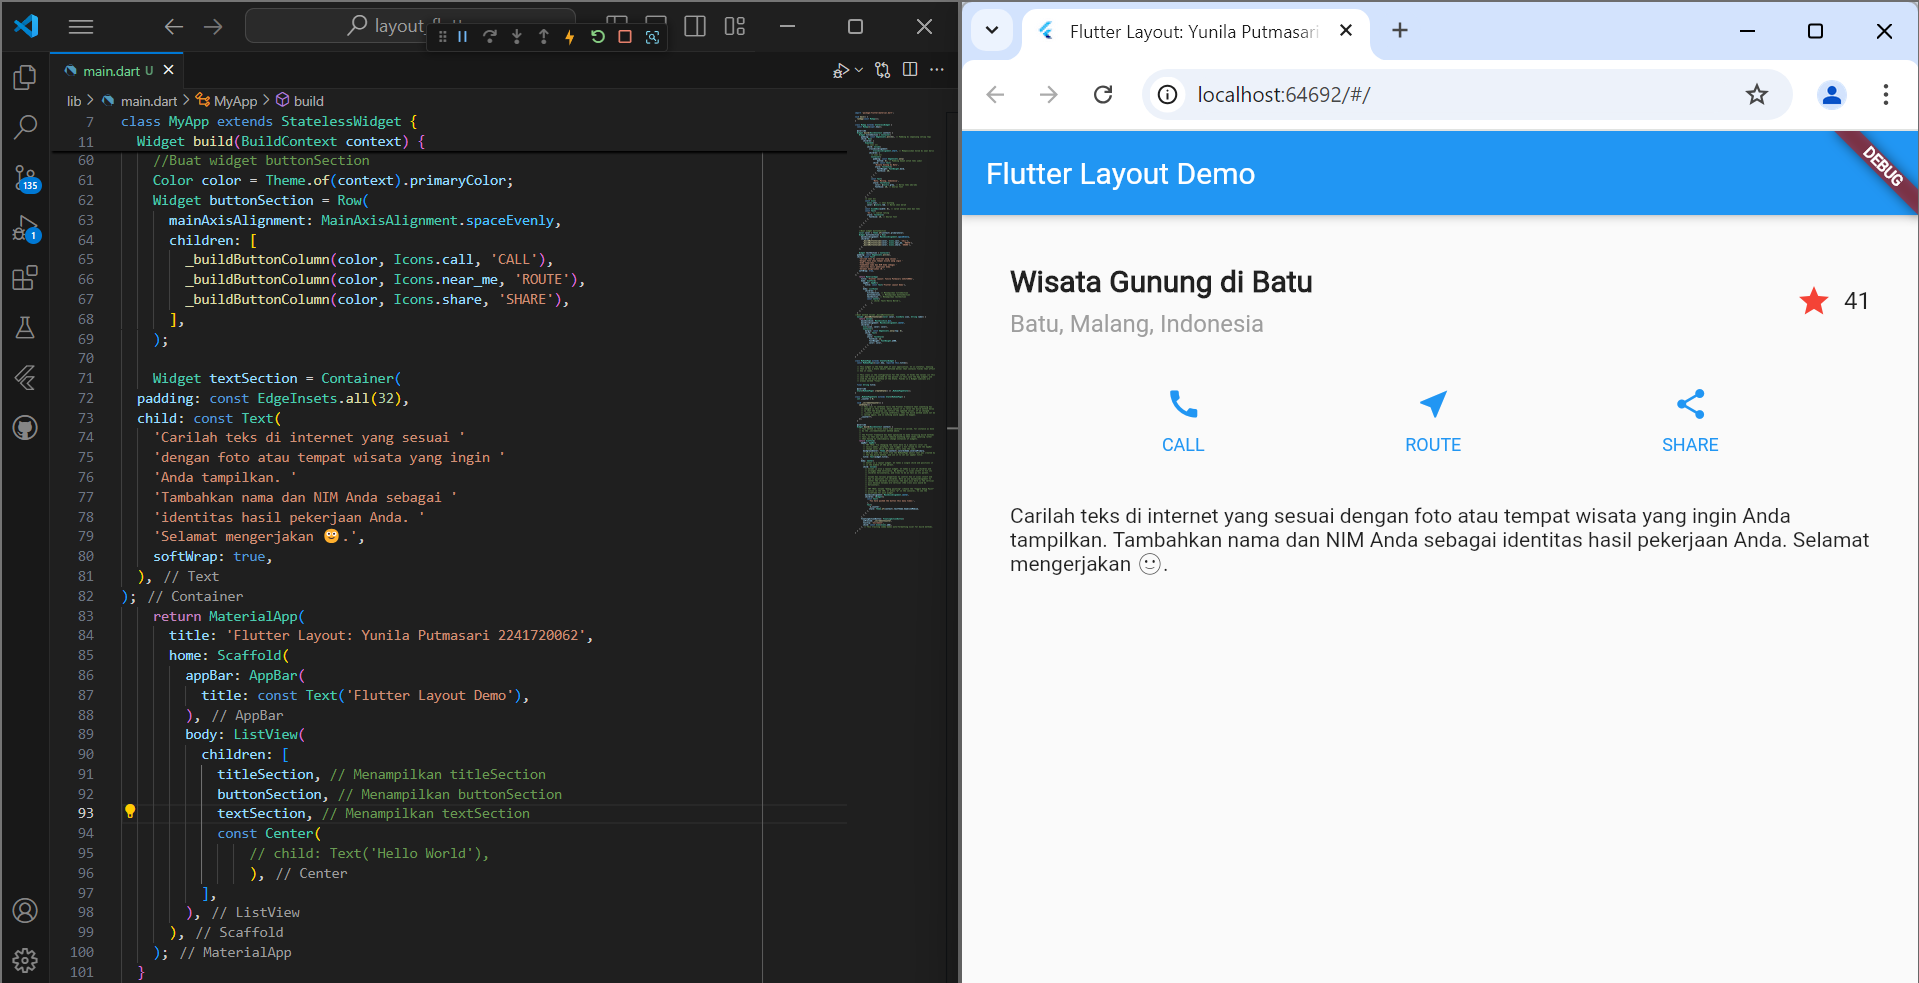 layout_flutter
main.dart U
lib > main.dart > MyApp > build
7 class MyApp extends StatelessWidget {
11 Widget build(BuildContext context) {
60 //Buat widget buttonSection
61 Color color = Theme.of(context).primaryColor;
62 Widget buttonSection = Row(
63 mainAxisAlignment: MainAxisAlignment.spaceEvenly,
64 children: [
65 _buildButtonColumn(color, Icons.call, 'CALL'),
66 _buildButtonColumn(color, Icons.near_me, 'ROUTE'),
67 _buildButtonColumn(color, Icons.share, 'SHARE'),
68 ],
69 );
70
71 Widget textSection = Container(
72 padding: const EdgeInsets.all(32),
73 child: const Text(
74 'Carilah teks di internet yang sesuai '
75 'dengan foto atau tempat wisata yang ingin '
76 'Anda tampilkan. '
77 'Tambahkan nama dan NIM Anda sebagai '
78 'identitas hasil pekerjaan Anda. '
79 'Selamat mengerjakan 🙂.',
80 softWrap: true,
81 ), // Text
82 ); // Container
83 return MaterialApp(
84 title: 'Flutter Layout: Yunila Putmasari 2241720062',
85 home: Scaffold(
86 appBar: AppBar(
87 title: const Text('Flutter Layout Demo'),
88 ), // AppBar
89 body: ListView(
90 children: [
91 titleSection, // Menampilkan titleSection
92 buttonSection, // Menampilkan buttonSection
93 textSection, // Menampilkan textSection
94 const Center(
95 // child: Text('Hello World'),
96 ), // Center
97 ],
98 ), // ListView
99 ), // Scaffold
100 ); // MaterialApp
101 }
135
1
Flutter Layout: Yunila Putmasari
localhost:64692/#/
Flutter Layout Demo
DEBUG
Wisata Gunung di Batu
Batu, Malang, Indonesia
41
CALL ROUTE SHARE
Carilah teks di internet yang sesuai dengan foto atau tempat wisata yang ingin Anda
tampilkan. Tambahkan nama dan NIM Anda sebagai identitas hasil pekerjaan Anda. Selamat
mengerjakan 🙂.